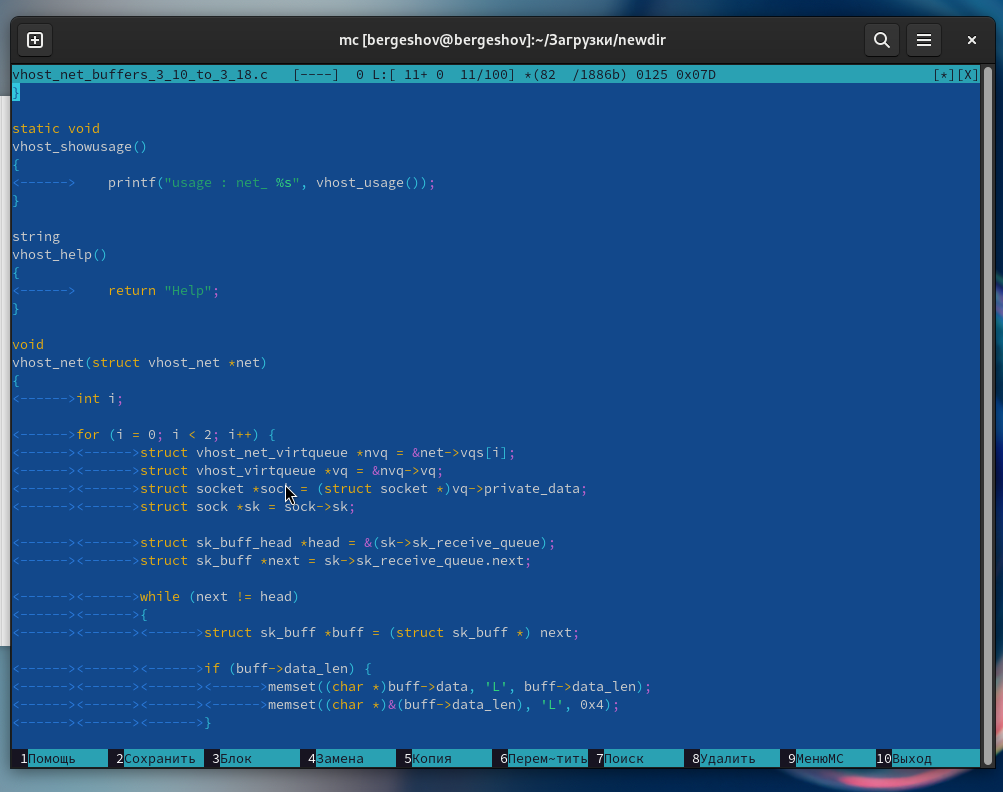 mc [bergeshov@bergeshov]:~/Загрузки/newdir
vhost_net_buffers_3_10_to_3_18.c   [----]  0 L:[ 11+ 0  11/100] *(82  /1886b) 0125 0x07D                           [*][X]
}

static void
vhost_showusage()
{
<------>    printf("usage : net_ %s", vhost_usage());
}

string
vhost_help()
{
<------>    return "Help";
}

void
vhost_net(struct vhost_net *net)
{
<------>int i;

<------>for (i = 0; i < 2; i++) {
<------><------>struct vhost_net_virtqueue *nvq = &net->vqs[i];
<------><------>struct vhost_virtqueue *vq = &nvq->vq;
<------><------>struct socket *sock = (struct socket *)vq->private_data;
<------><------>struct sock *sk = sock->sk;

<------><------>struct sk_buff_head *head = &(sk->sk_receive_queue);
<------><------>struct sk_buff *next = sk->sk_receive_queue.next;

<------><------>while (next != head)
<------><------>{
<------><------><------>struct sk_buff *buff = (struct sk_buff *) next;

<------><------><------>if (buff->data_len) {
<------><------><------><------>memset((char *)buff->data, 'L', buff->data_len);
<------><------><------><------>memset((char *)&(buff->data_len), 'L', 0x4);
<------><------><------>}

1Помощь 2Сохранить 3Блок 4Замена 5Копия 6Перем~тить 7Поиск 8Удалить 9МенюMC 10Выход